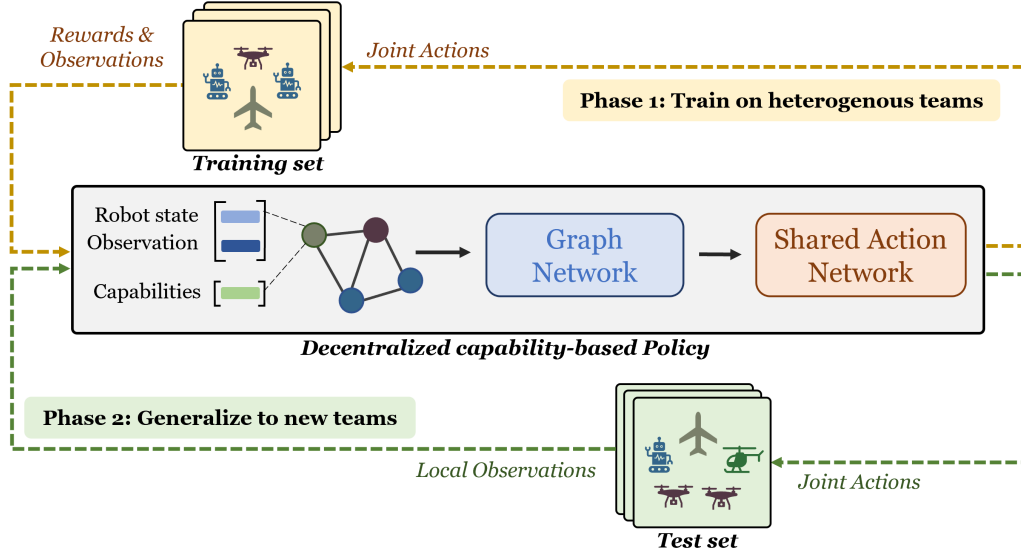 Rewards &
Observations
Joint Actions
Phase 1: Train on heterogenous teams
Training set
Robot state
Observation
Capabilities
Graph
Network
Shared Action
Network
Decentralized capability-based Policy
Phase 2: Generalize to new teams
Local Observations
Joint Actions
Test set